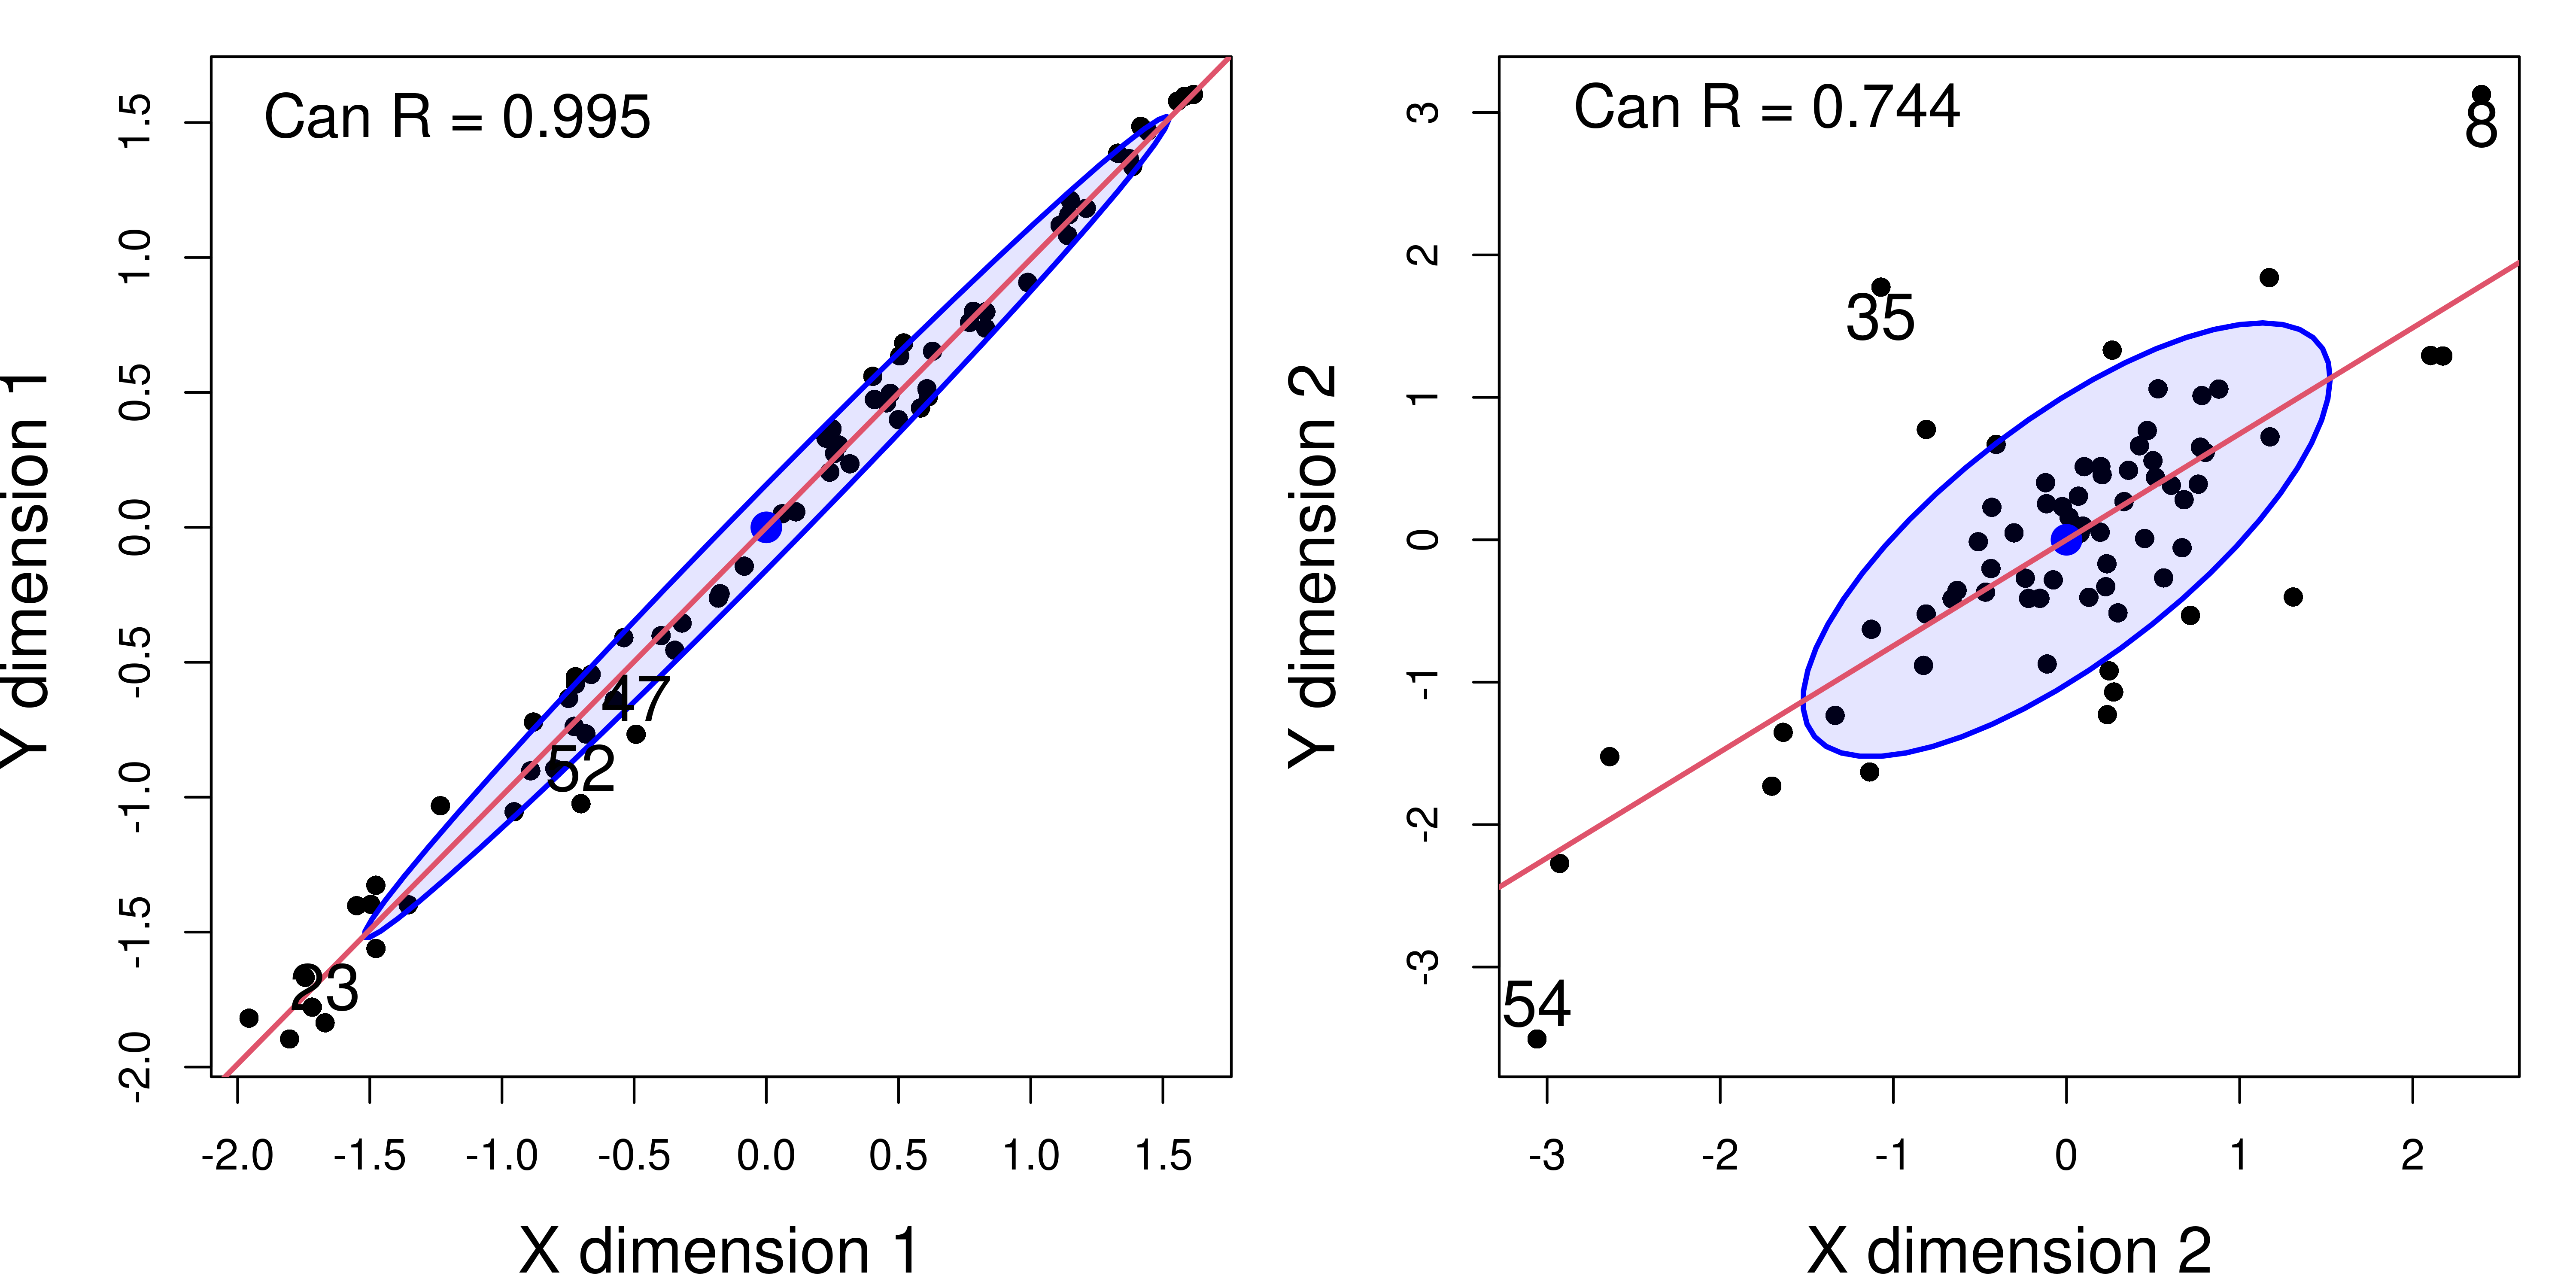 Can R = 0.995
Y dimension 1
1.5
1.0
0.5
0.0
-0.5
-1.0
-1.5
-2.0
47
52
23
-2.0 -1.5 -1.0 -0.5 0.0 0.5 1.0 1.5
X dimension 1
Can R = 0.744
Y dimension 2
3
2
1
0
-1
-2
-3
8
35
54
-3 -2 -1 0 1 2
X dimension 2